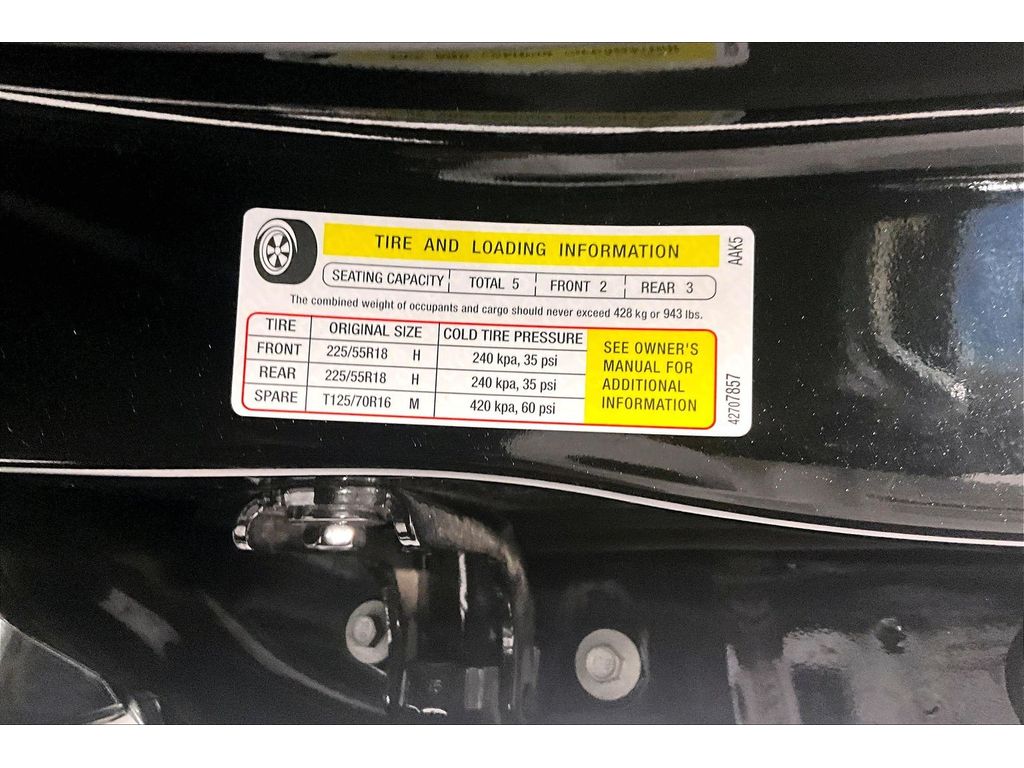 TIRE AND LOADING INFORMATION
SEATING CAPACITY TOTAL 5 FRONT 2 REAR 3
The combined weight of occupants and cargo should never exceed 428 kg or 943 lbs.
TIRE ORIGINAL SIZE COLD TIRE PRESSURE
FRONT 225/55R18 H 240 kpa, 35 psi
REAR 225/55R18 H 240 kpa, 35 psi
SPARE T125/70R16 M 420 kpa, 60 psi
SEE OWNER'S
MANUAL FOR
ADDITIONAL
INFORMATION
AAK5
42707857